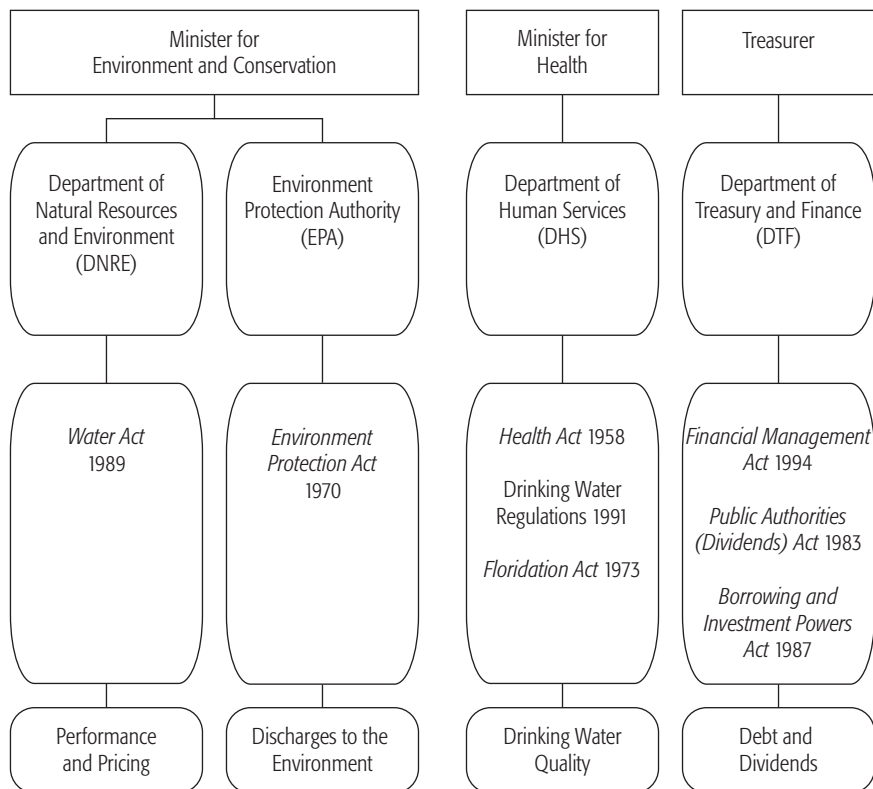 Minister for
Environment and Conservation
Minister for
Health
Treasurer
Department of
Natural Resources
and Environment
(DNRE)
Environment
Protection Authority
(EPA)
Department of
Human Services
(DHS)
Department of
Treasury and Finance
(DTF)
Water Act
1989
Environment
Protection Act
1970
Health Act 1958
Drinking Water
Regulations 1991
Floridation Act 1973
Financial Management
Act 1994
Public Authorities
(Dividends) Act 1983
Borrowing and
Investment Powers
Act 1987
Performance
and Pricing
Discharges to the
Environment
Drinking Water
Quality
Debt and
Dividends